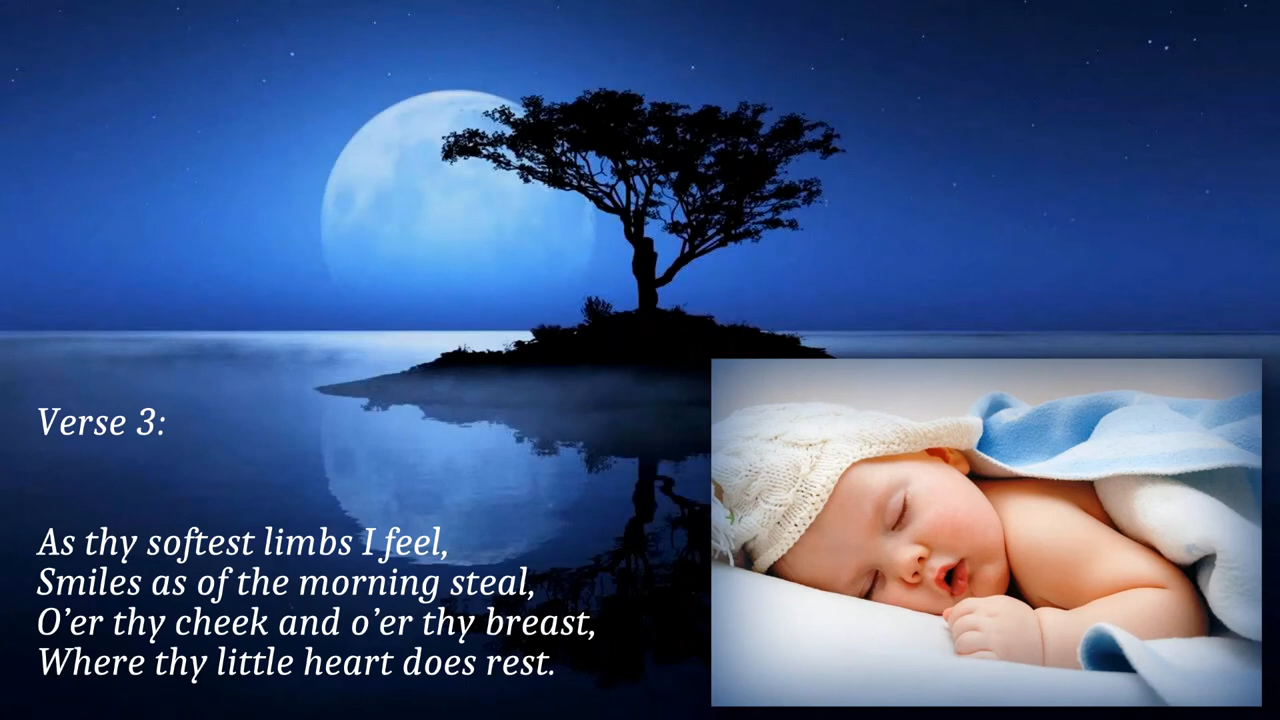 Verse 3:
As thy softest limbs I feel,
Smiles as of the morning steal,
O’er thy cheek and o’er thy breast,
Where thy little heart does rest.